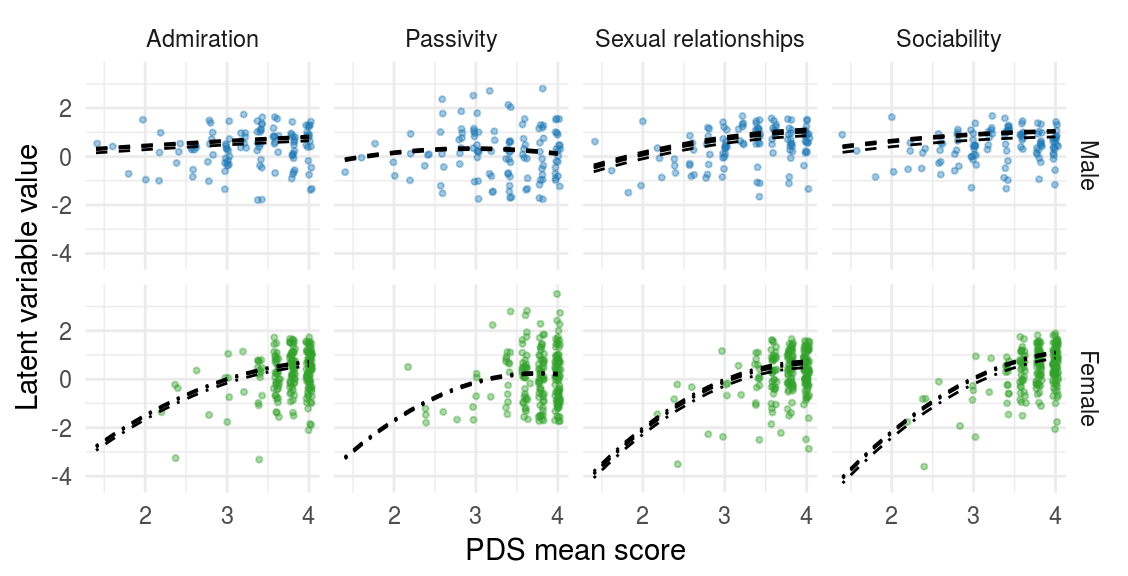 Admiration Passivity Sexual relationships Sociability
2
0
-2
-4
Male
Latent variable value
2
0
-2
-4
Female
2 3 4 2 3 4 2 3 4 2 3 4
PDS mean score